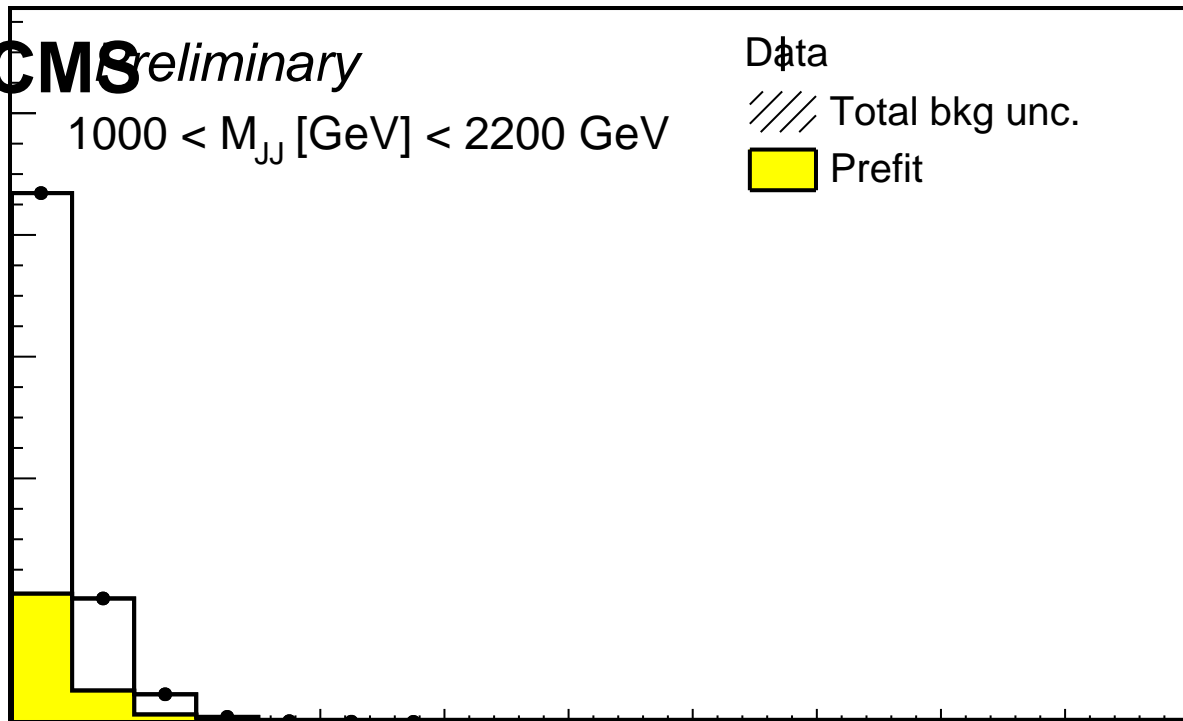 CMS Preliminary
1000 < M_JJ [GeV] < 2200 GeV
Data
Total bkg unc.
Prefit